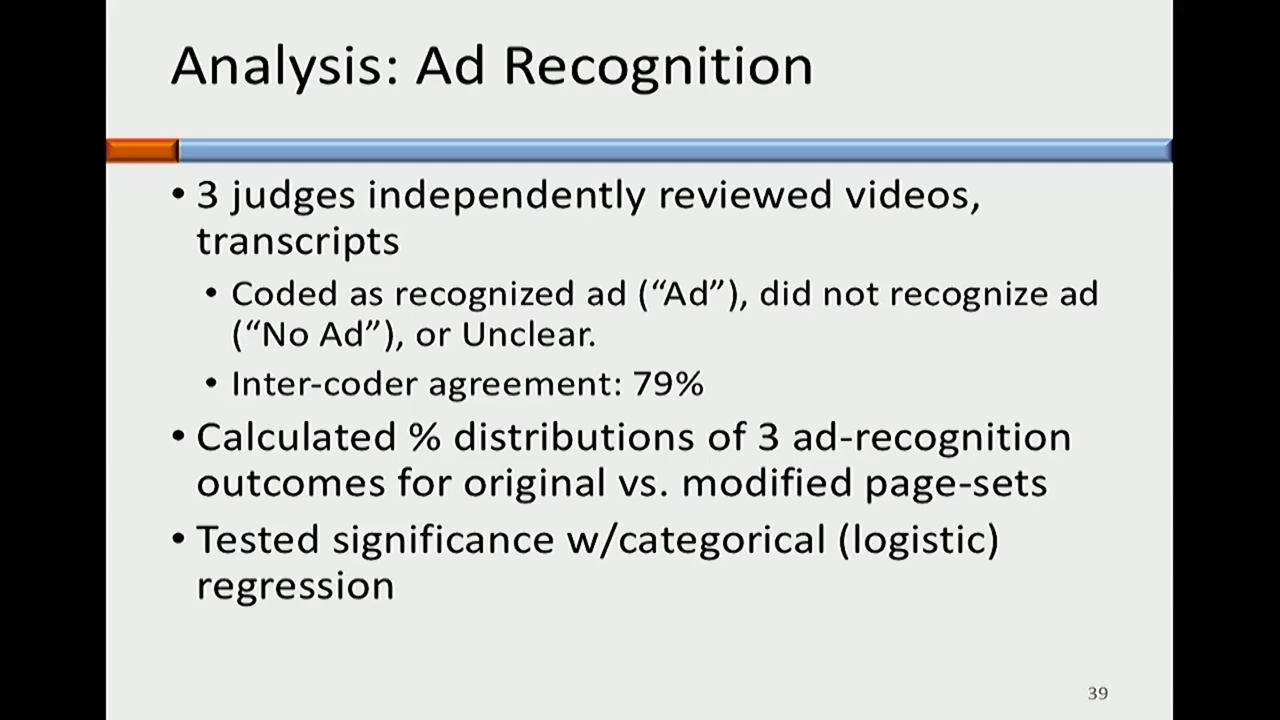 Analysis: Ad Recognition
• 3 judges independently reviewed videos,
transcripts
• Coded as recognized ad (“Ad”), did not recognize ad
(“No Ad”), or Unclear.
• Inter-coder agreement: 79%
• Calculated % distributions of 3 ad-recognition
outcomes for original vs. modified page-sets
• Tested significance w/categorical (logistic)
regression
39